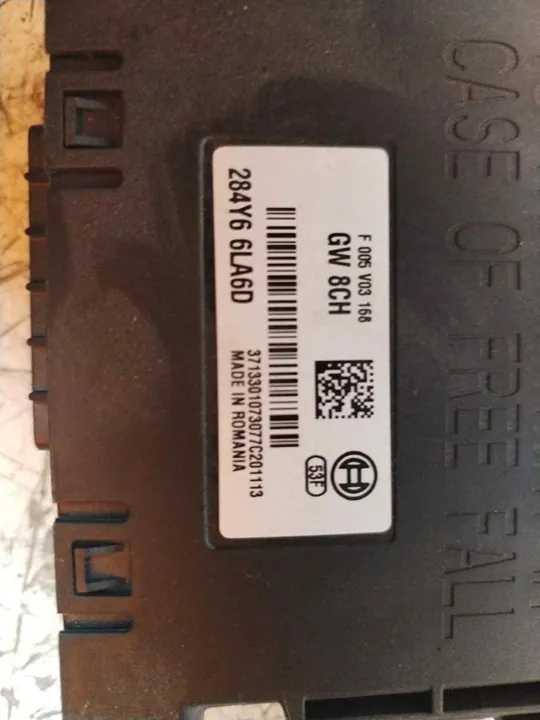 CASE OF FREE FALL
F 005 V03 168
GW 8CH
53F
3713301073077C201113
MADE IN ROMANIA
284Y6 6LA6D